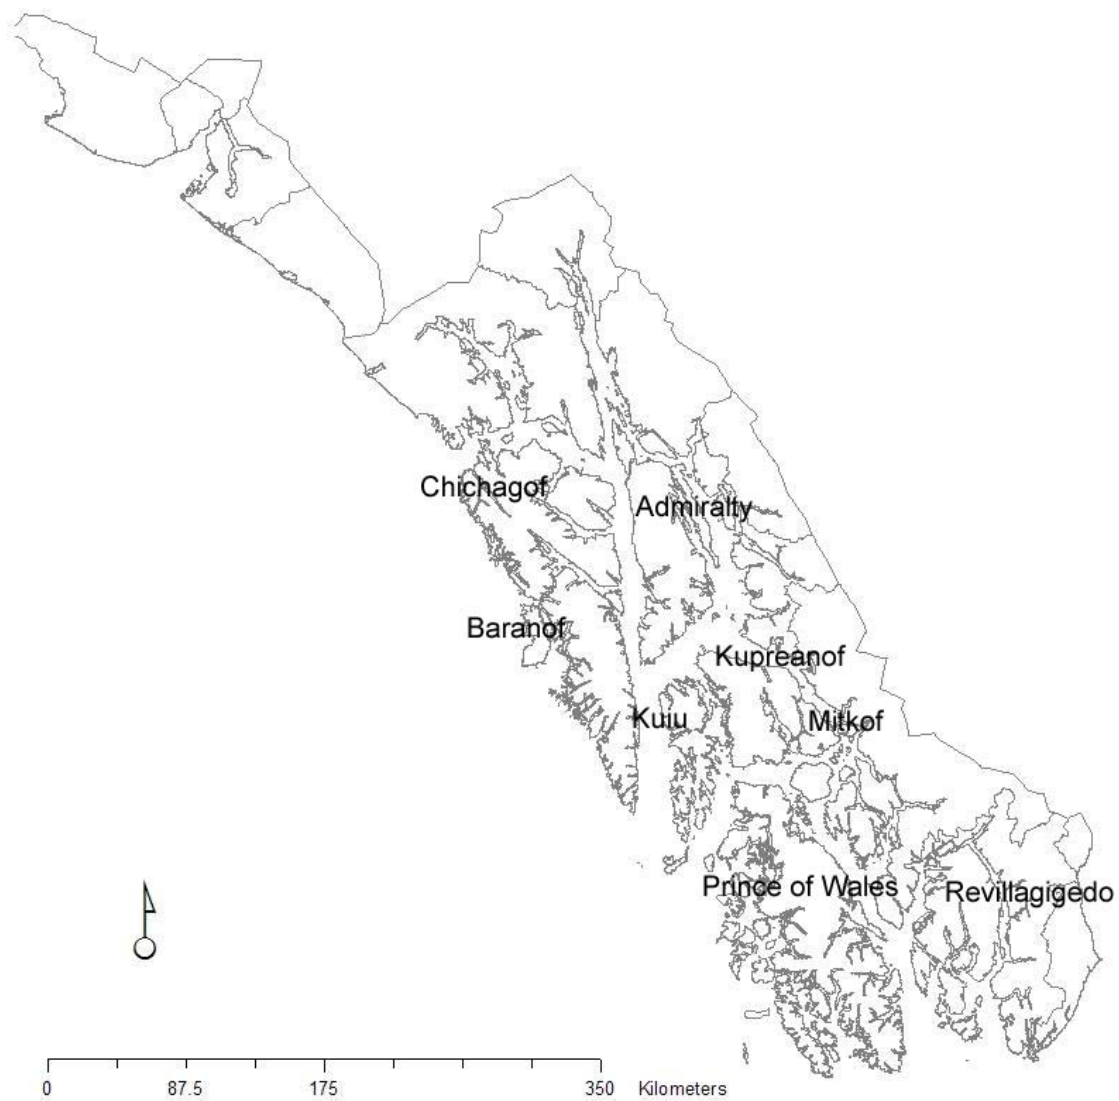 Chichagof
Admiralty
Baranof
Kupreanof
Kuiu
Mitkof
Prince of Wales
Revillagigedo
0 87.5 175 350 Kilometers